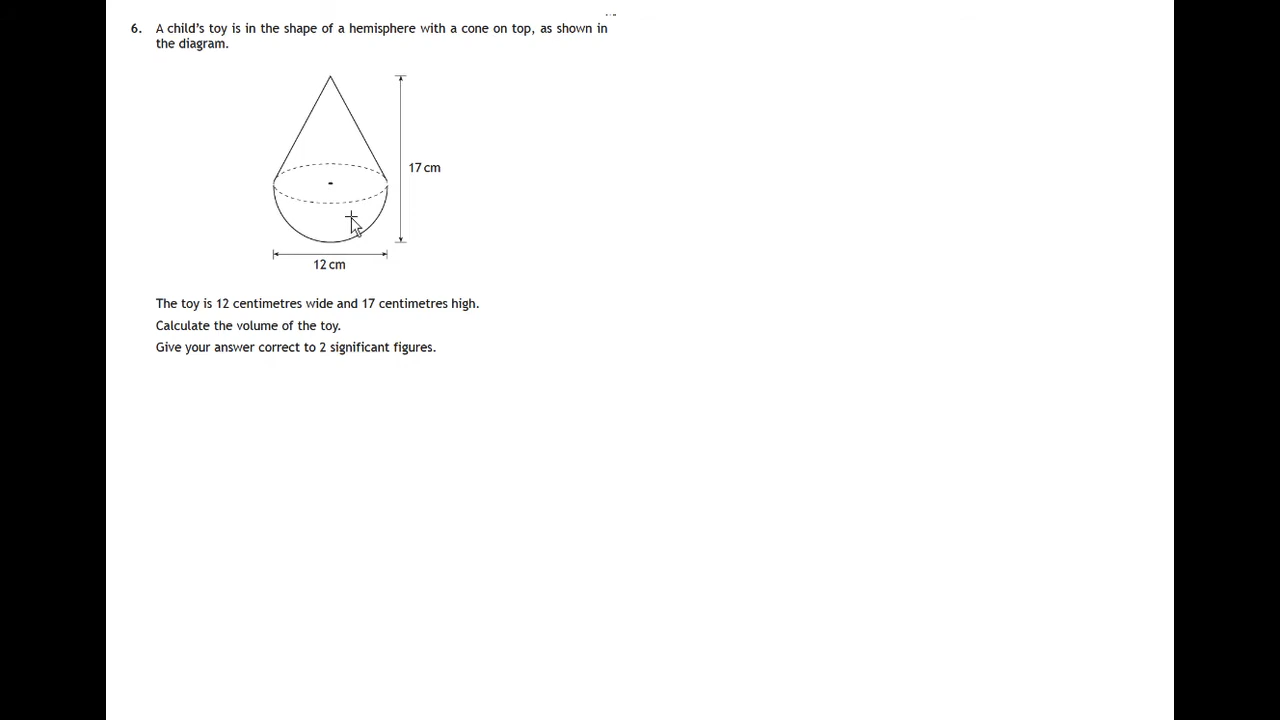 6. A child's toy is in the shape of a hemisphere with a cone on top, as shown in
the diagram.
17 cm
12 cm
The toy is 12 centimetres wide and 17 centimetres high.
Calculate the volume of the toy.
Give your answer correct to 2 significant figures.